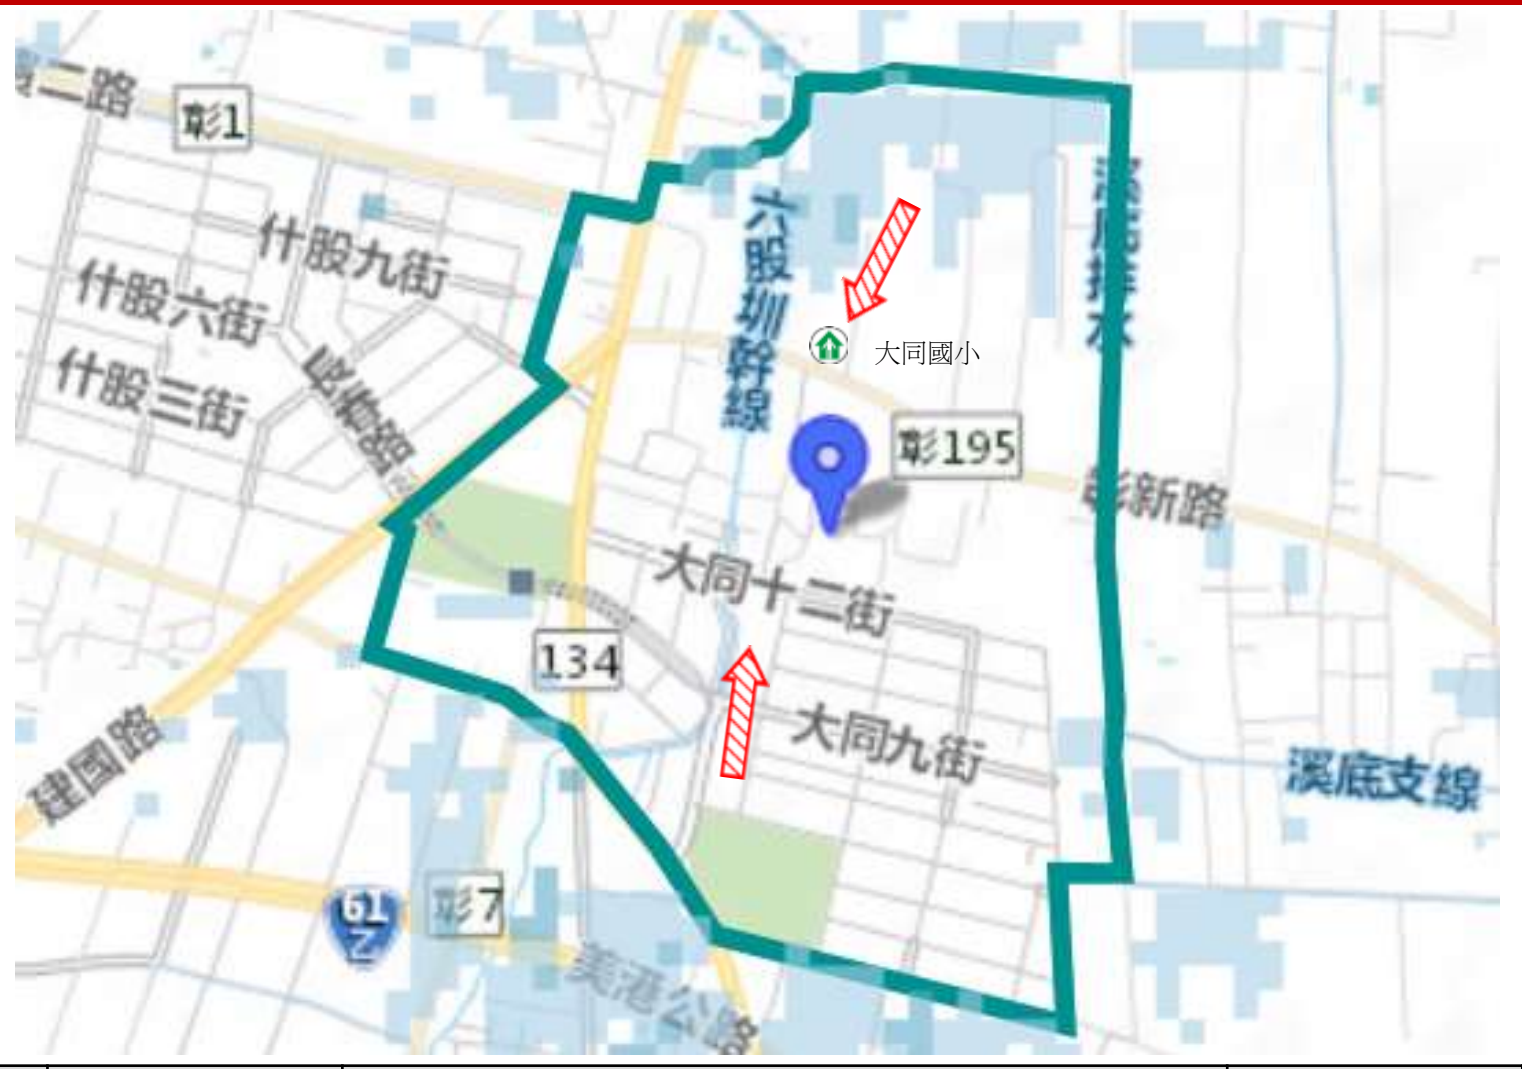 二路
彰1
什股九街
什股六街
什股三街
六股圳幹線
大同國小
彰195
彰新路
大同十二街
134
大同九街
建國路
溪底支線
61
乙
彰7
美港公路